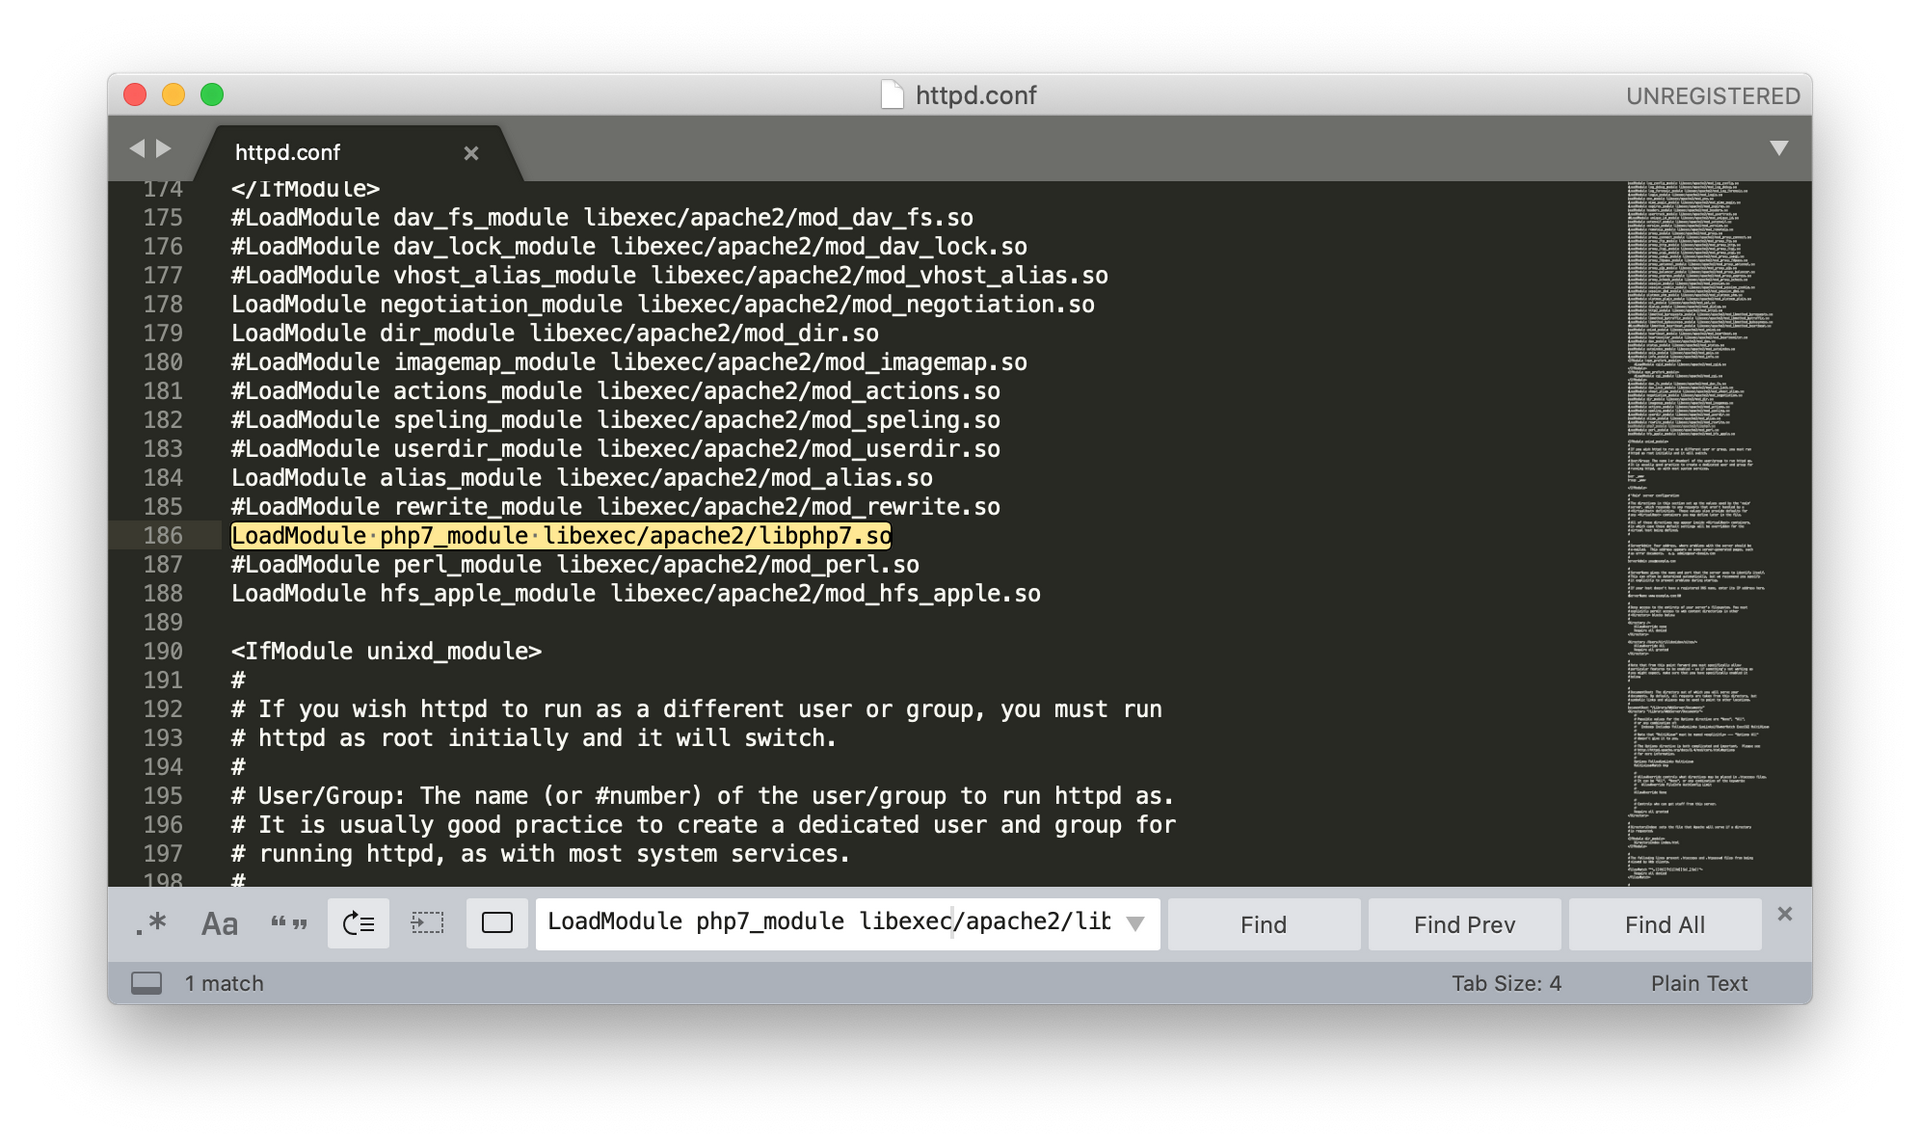 httpd.conf
UNREGISTERED
httpd.conf
174 </IfModule>
175 #LoadModule dav_fs_module libexec/apache2/mod_dav_fs.so
176 #LoadModule dav_lock_module libexec/apache2/mod_dav_lock.so
177 #LoadModule vhost_alias_module libexec/apache2/mod_vhost_alias.so
178 LoadModule negotiation_module libexec/apache2/mod_negotiation.so
179 LoadModule dir_module libexec/apache2/mod_dir.so
180 #LoadModule imagemap_module libexec/apache2/mod_imagemap.so
181 #LoadModule actions_module libexec/apache2/mod_actions.so
182 #LoadModule speling_module libexec/apache2/mod_speling.so
183 #LoadModule userdir_module libexec/apache2/mod_userdir.so
184 LoadModule alias_module libexec/apache2/mod_alias.so
185 #LoadModule rewrite_module libexec/apache2/mod_rewrite.so
186 LoadModule·php7_module·libexec/apache2/libphp7.so
187 #LoadModule perl_module libexec/apache2/mod_perl.so
188 LoadModule hfs_apple_module libexec/apache2/mod_hfs_apple.so
189
190 <IfModule unixd_module>
191 #
192 # If you wish httpd to run as a different user or group, you must run
193 # httpd as root initially and it will switch.
194 #
195 # User/Group: The name (or #number) of the user/group to run httpd as.
196 # It is usually good practice to create a dedicated user and group for
197 # running httpd, as with most system services.
198 #
.* Aa “” LoadModule php7_module libexec/apache2/lib Find Find Prev Find All
1 match Tab Size: 4 Plain Text